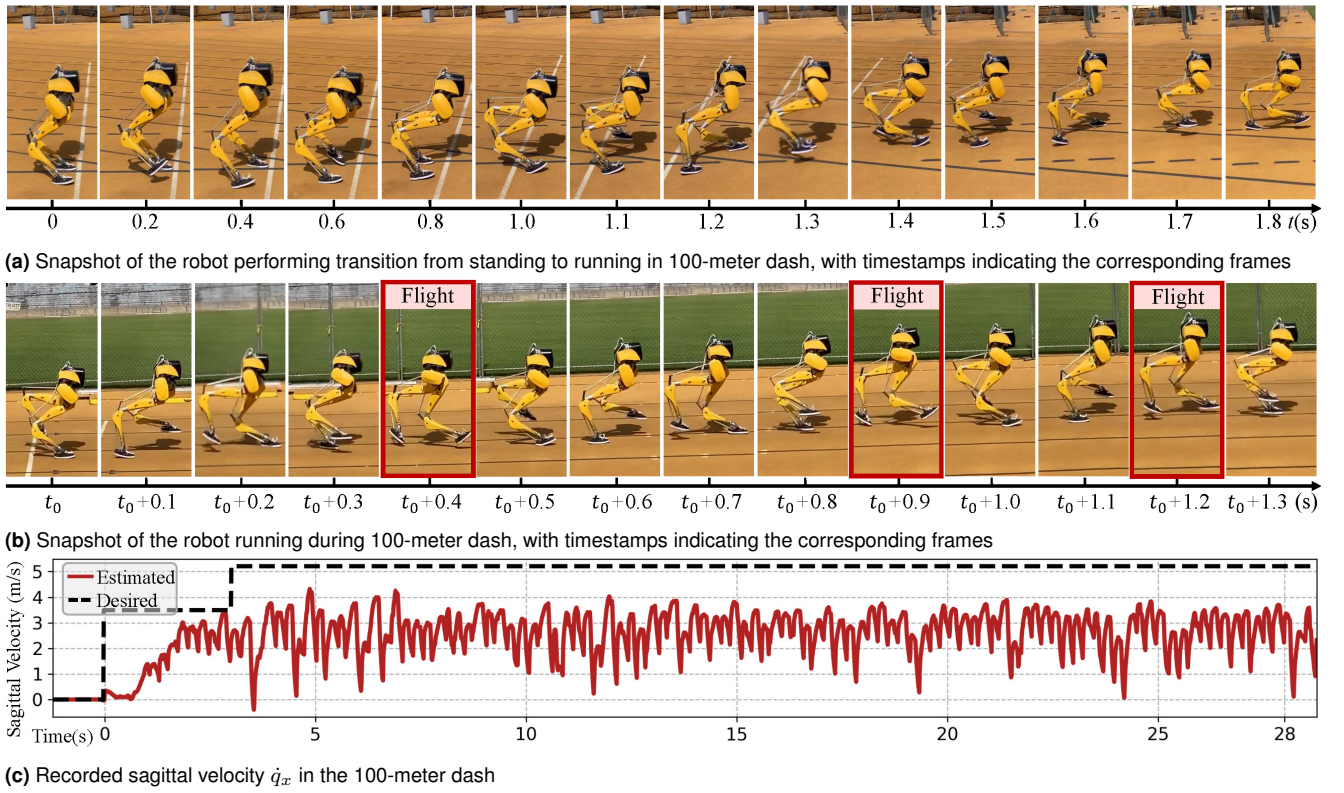 0 0.2 0.4 0.6 0.8 1.0 1.1 1.2 1.3 1.4 1.5 1.6 1.7 1.8 t(s)
(a) Snapshot of the robot performing transition from standing to running in 100-meter dash, with timestamps indicating the corresponding frames
Flight Flight Flight
t₀ t₀+0.1 t₀+0.2 t₀+0.3 t₀+0.4 t₀+0.5 t₀+0.6 t₀+0.7 t₀+0.8 t₀+0.9 t₀+1.0 t₀+1.1 t₀+1.2 t₀+1.3 (s)
(b) Snapshot of the robot running during 100-meter dash, with timestamps indicating the corresponding frames
Sagittal Velocity (m/s)
5
4
3
2
1
0
Estimated
Desired
Time(s) 0 5 10 15 20 25 28
(c) Recorded sagittal velocity q̇ₓ in the 100-meter dash